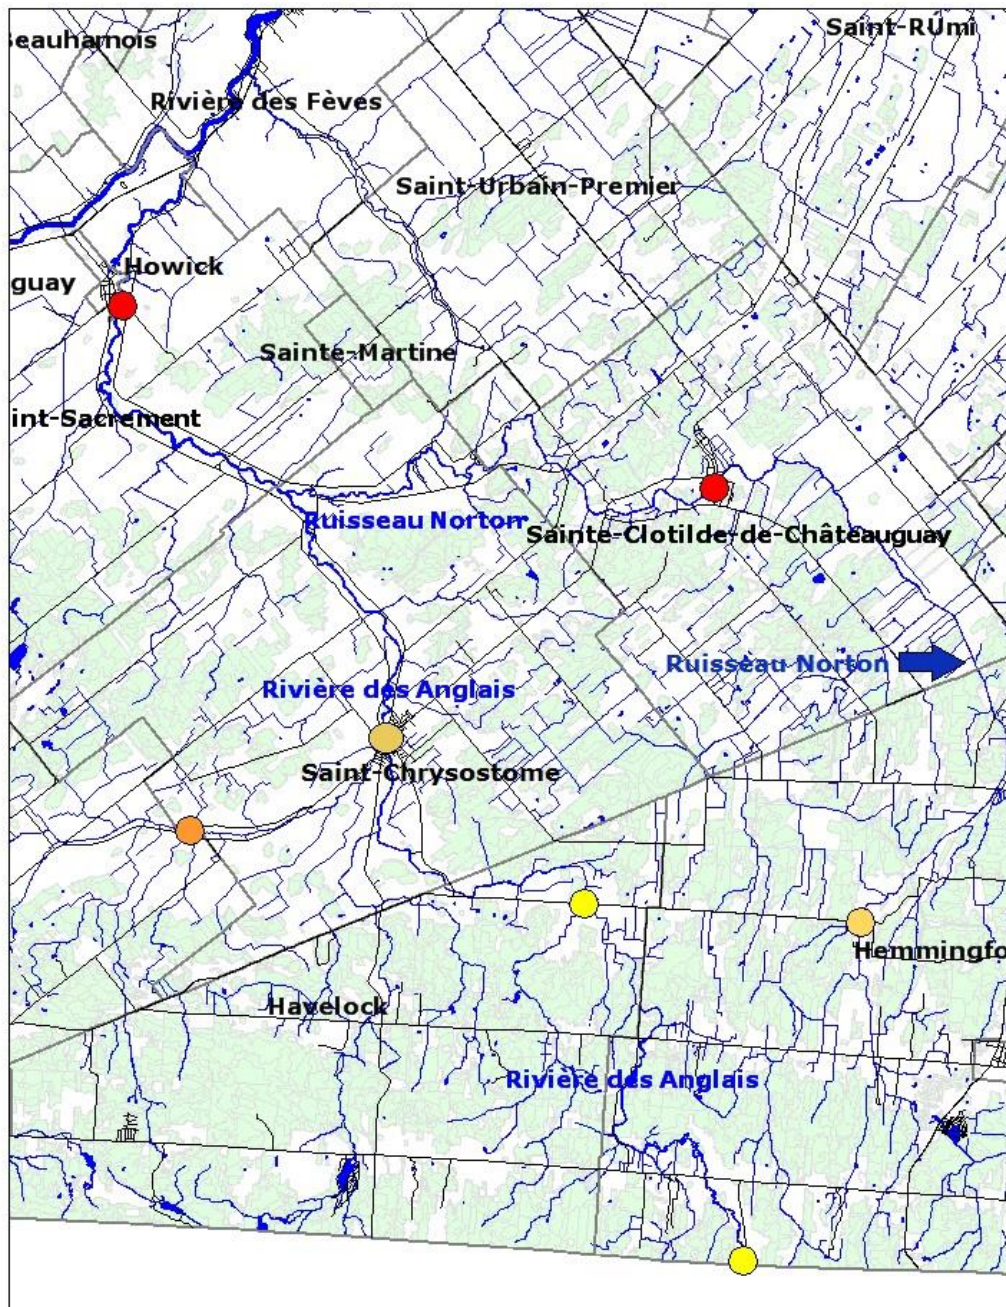 Saint-RUmi
Beauharnois
Rivière des Fèves
Saint-Urbain-Premier
Howick
guay
Sainte-Martine
int-Sacrement
Ruisseau Norton
Sainte-Clotilde-de-Châteauguay
Ruisseau Norton
Rivière des Anglais
Saint-Chrysostome
Hemmingfo
Havelock
Rivière des Anglais